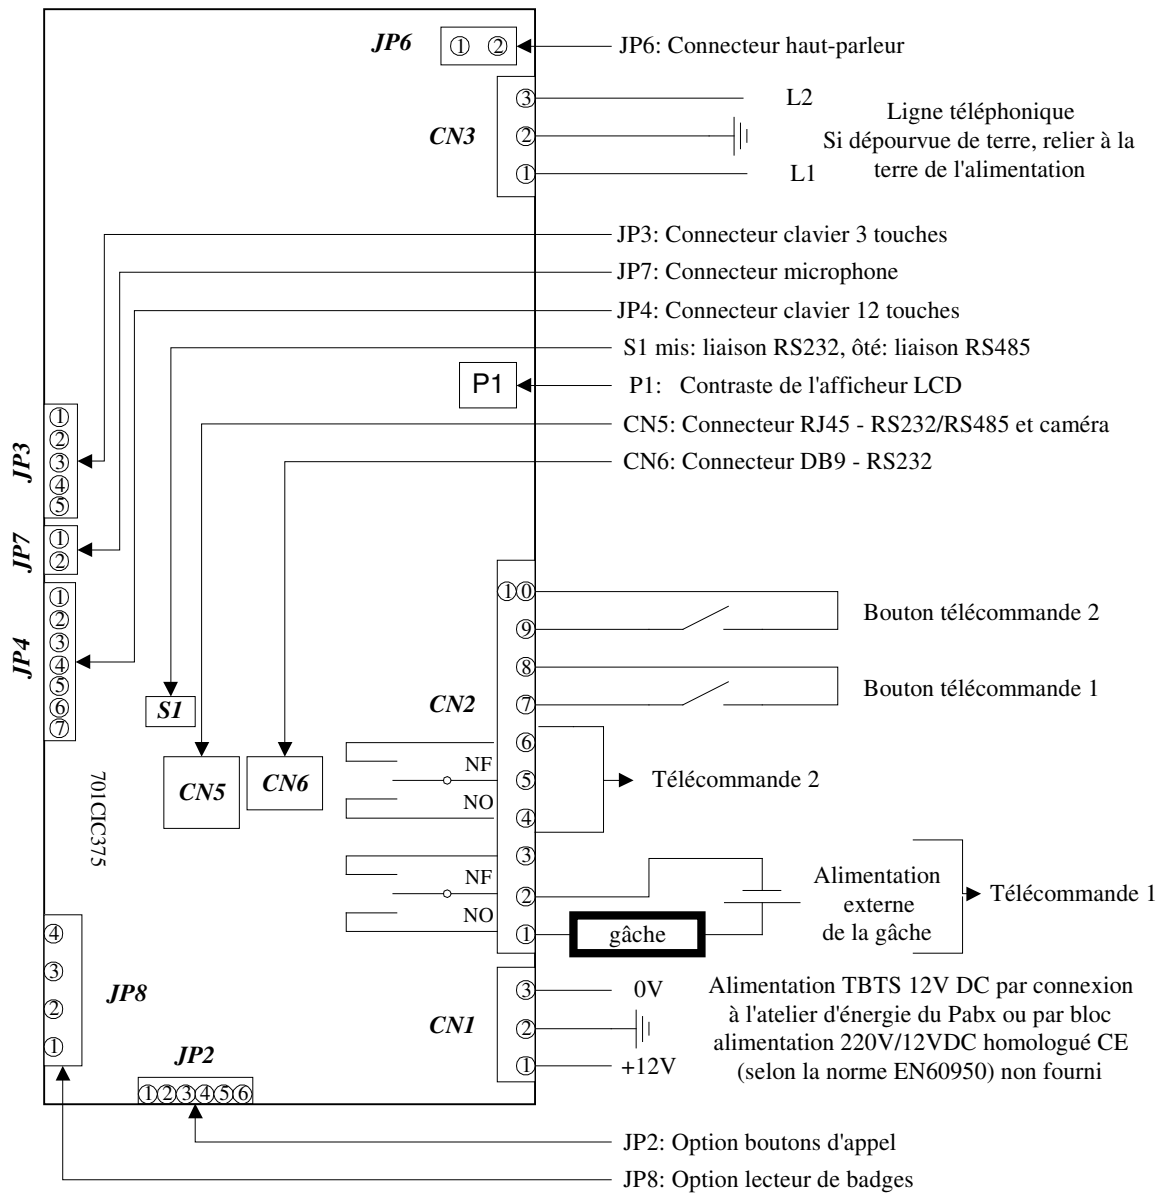 JP6
① ②
JP6: Connecteur haut-parleur
CN3
③
②
①
L2
L1
Ligne téléphonique
Si dépourvue de terre, relier à la
terre de l'alimentation
JP3: Connecteur clavier 3 touches
JP7: Connecteur microphone
JP4: Connecteur clavier 12 touches
S1 mis: liaison RS232, ôté: liaison RS485
P1
P1: Contraste de l'afficheur LCD
CN5: Connecteur RJ45 - RS232/RS485 et caméra
CN6: Connecteur DB9 - RS232
JP3
①
②
③
④
⑤
JP7
①
②
JP4
①
②
③
④
⑤
⑥
⑦
S1
CN5
CN6
701CIC375
CN2
①⓪
⑨
⑧
⑦
⑥
⑤
④
③
②
①
NF
NO
NF
NO
Bouton télécommande 2
Bouton télécommande 1
Télécommande 2
gâche
Alimentation
externe
de la gâche
Télécommande 1
JP8
④
③
②
①
CN1
③
②
①
0V
+12V
Alimentation TBTS 12V DC par connexion
à l'atelier d'énergie du Pabx ou par bloc
alimentation 220V/12VDC homologué CE
(selon la norme EN60950) non fourni
JP2
①②③④⑤⑥
JP2: Option boutons d'appel
JP8: Option lecteur de badges